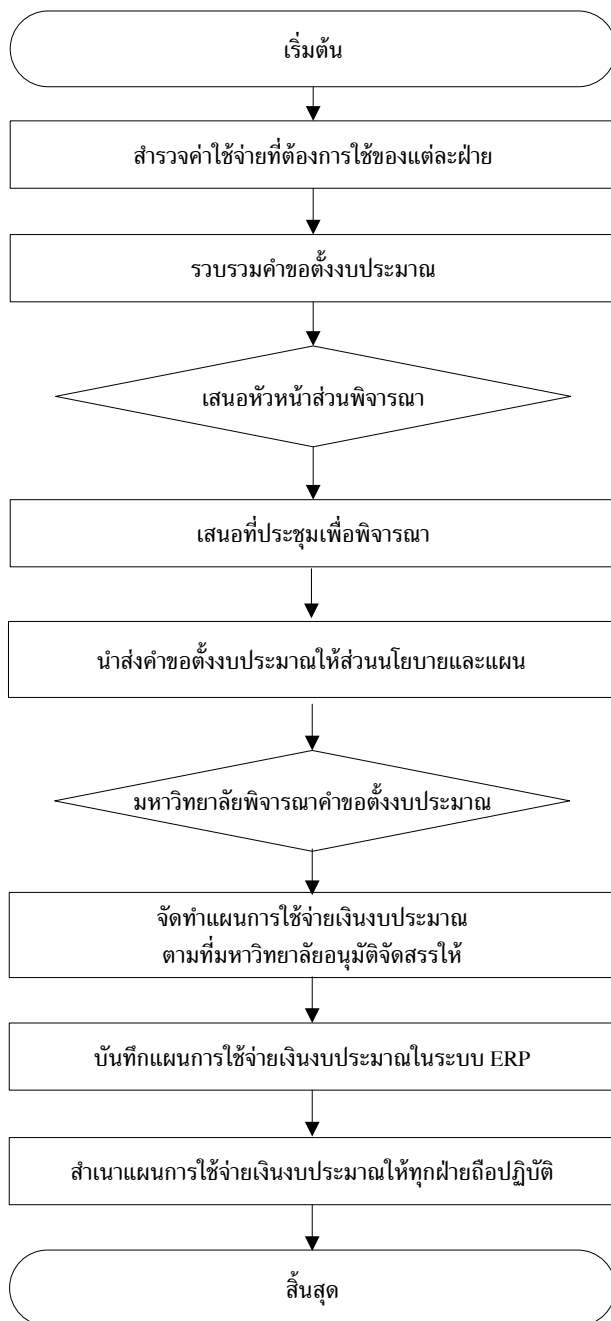 เริ่มต้น
สำรวจค่าใช้จ่ายที่ต้องการใช้ของแต่ละฝ่าย
รวบรวมคำขอตั้งงบประมาณ
เสนอหัวหน้าส่วนพิจารณา
เสนอที่ประชุมเพื่อพิจารณา
นำส่งคำขอตั้งงบประมาณให้ส่วนนโยบายและแผน
มหาวิทยาลัยพิจารณาคำขอตั้งงบประมาณ
จัดทำแผนการใช้จ่ายเงินงบประมาณ
ตามที่มหาวิทยาลัยอนุมัติจัดสรรให้
บันทึกแผนการใช้จ่ายเงินงบประมาณในระบบ ERP
สำเนาแผนการใช้จ่ายเงินงบประมาณให้ทุกฝ่ายถือปฏิบัติ
สิ้นสุด